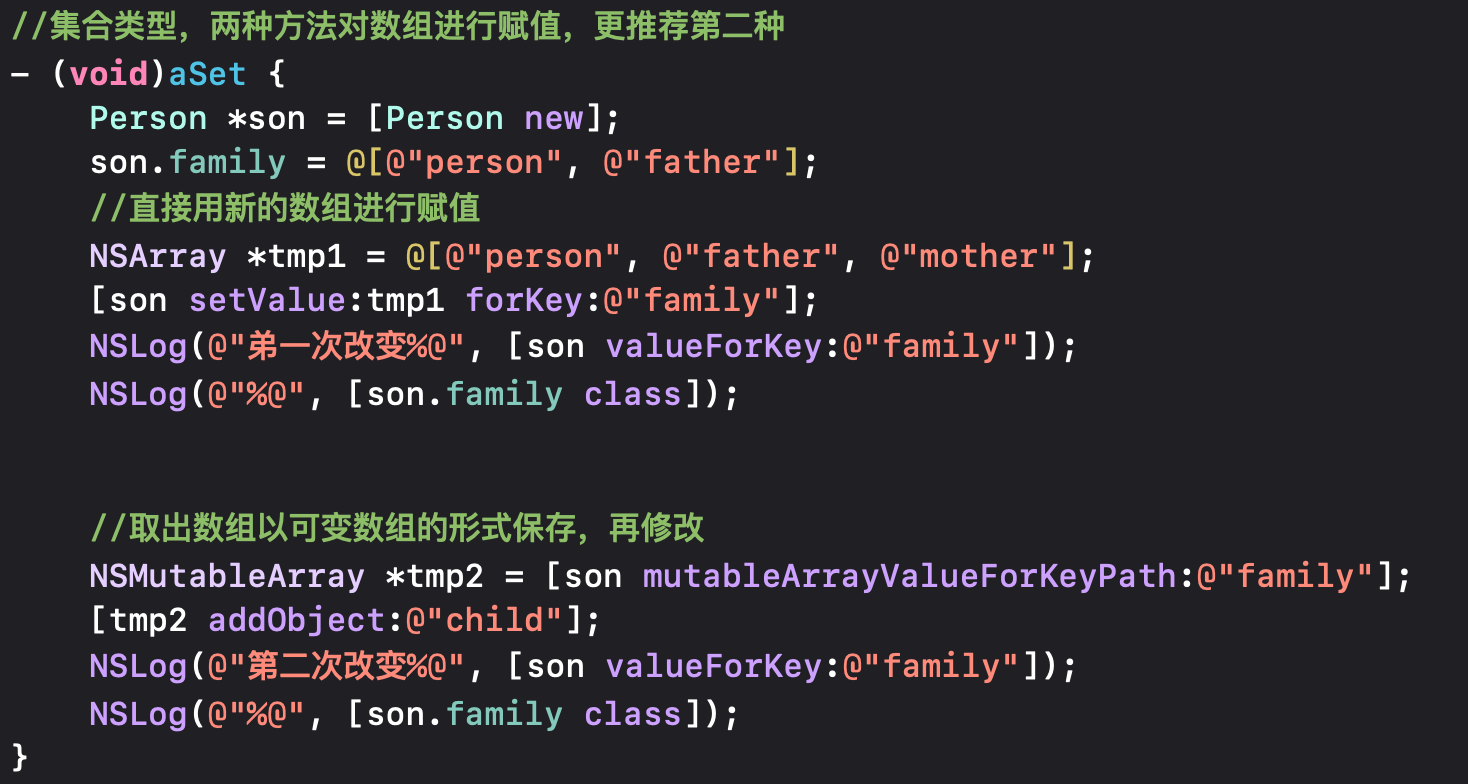 //集合类型，两种方法对数组进行赋值，更推荐第二种
- (void)aSet {
    Person *son = [Person new];
    son.family = @[@"person", @"father"];
    //直接用新的数组进行赋值
    NSArray *tmp1 = @[@"person", @"father", @"mother"];
    [son setValue:tmp1 forKey:@"family"];
    NSLog(@"弟一次改变%@", [son valueForKey:@"family"]);
    NSLog(@"%@", [son.family class]);
    //取出数组以可变数组的形式保存，再修改
    NSMutableArray *tmp2 = [son mutableArrayValueForKeyPath:@"family"];
    [tmp2 addObject:@"child"];
    NSLog(@"第二次改变%@", [son valueForKey:@"family"]);
    NSLog(@"%@", [son.family class]);
}